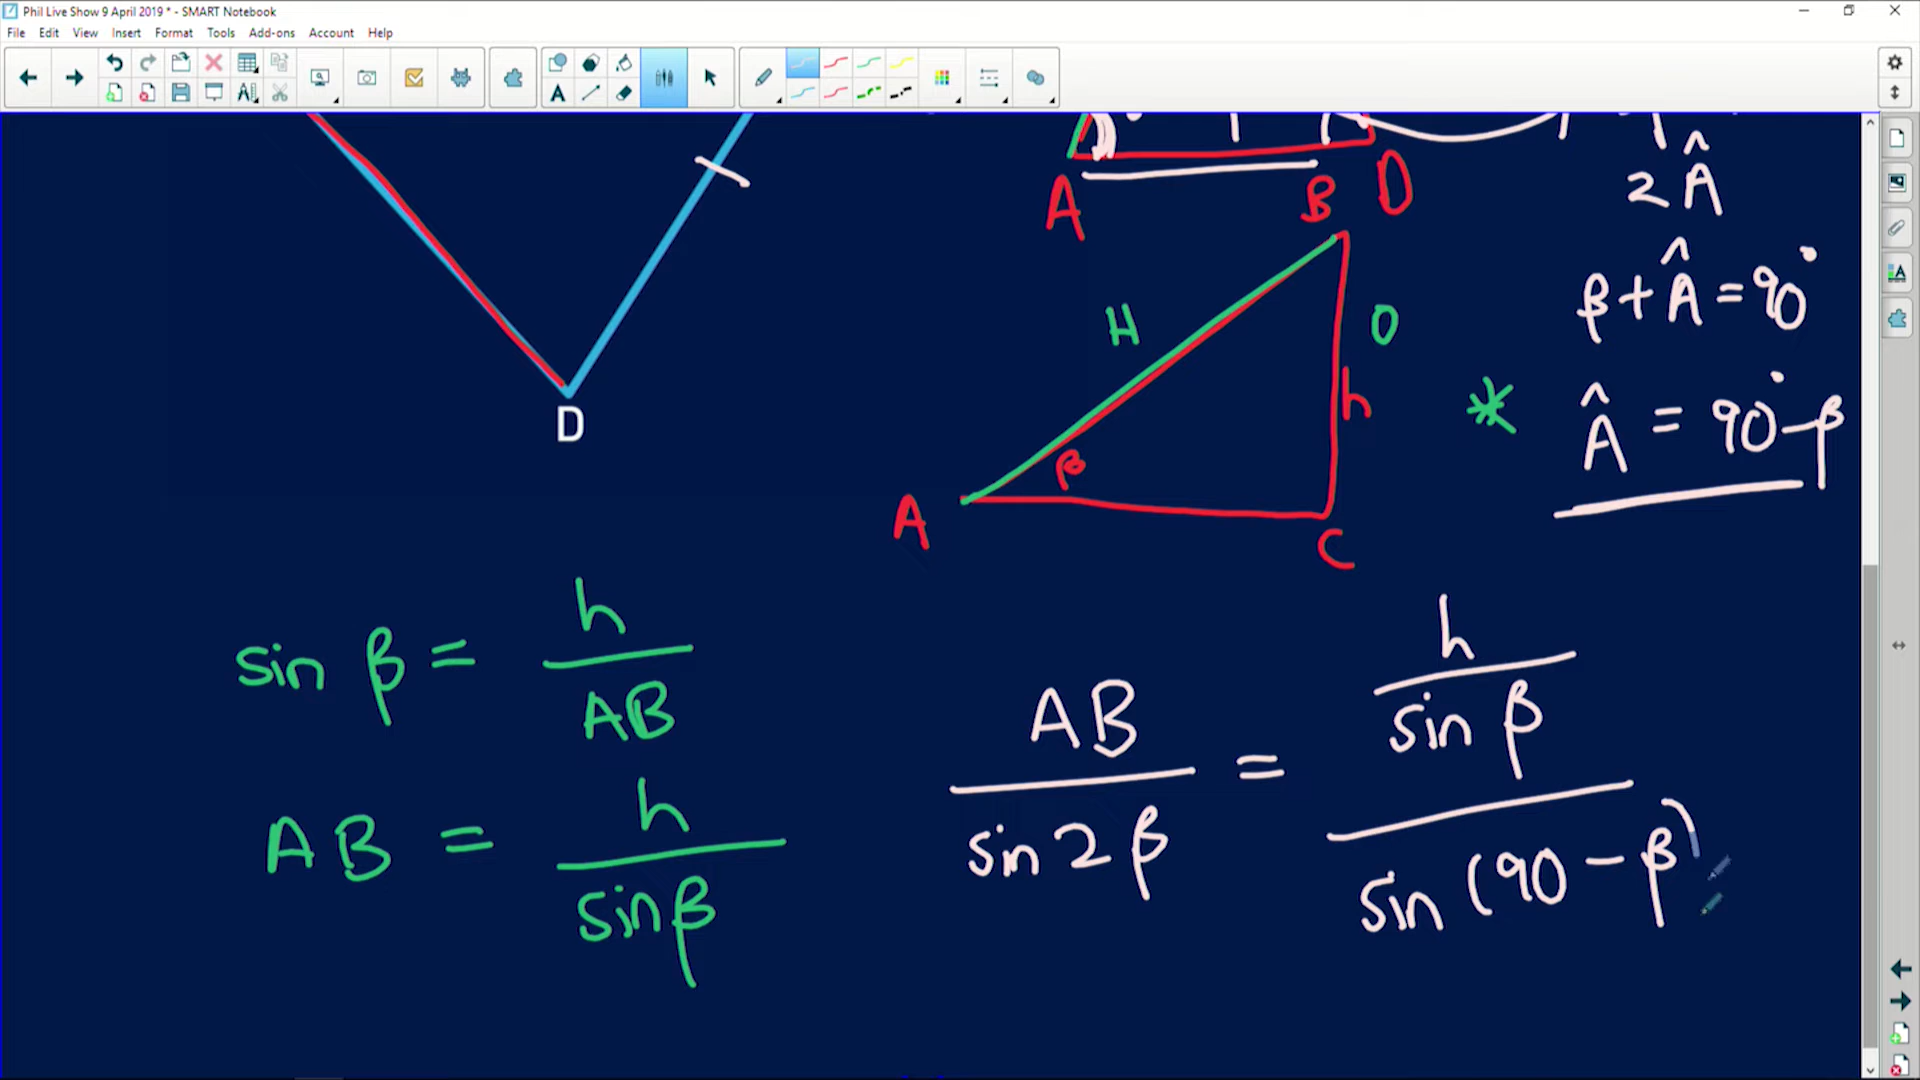 Phil Live Show 9 April 2019 * - SMART Notebook
File Edit View Insert Format Tools Add-ons Account Help
A B D
2 Â
β + Â = 90°
H O
h
* Â = 90° - β
D
β
A
C
sin β = h / AB
AB = h / sin β
AB / sin 2β = h / sin β / sin (90 - β)